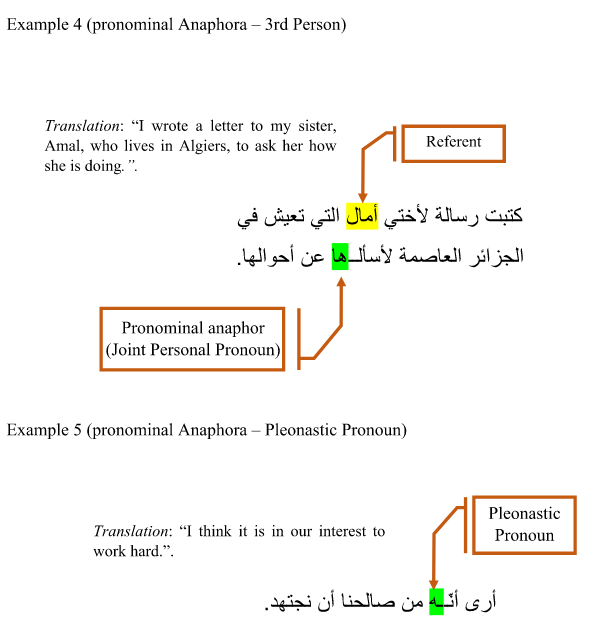 Example 4 (pronominal Anaphora – 3rd Person)
Translation: “I wrote a letter to my sister,
Amal, who lives in Algiers, to ask her how
she is doing.”.
Referent
كتبت رسالة لأختي أمال التي تعيش في
الجزائر العاصمة لأسألــها عن أحوالها.
Pronominal anaphor
(Joint Personal Pronoun)
Example 5 (pronominal Anaphora – Pleonastic Pronoun)
Pleonastic
Pronoun
Translation: “I think it is in our interest to
work hard.”.
أرى أنّــه من صالحنا أن نجتهد.